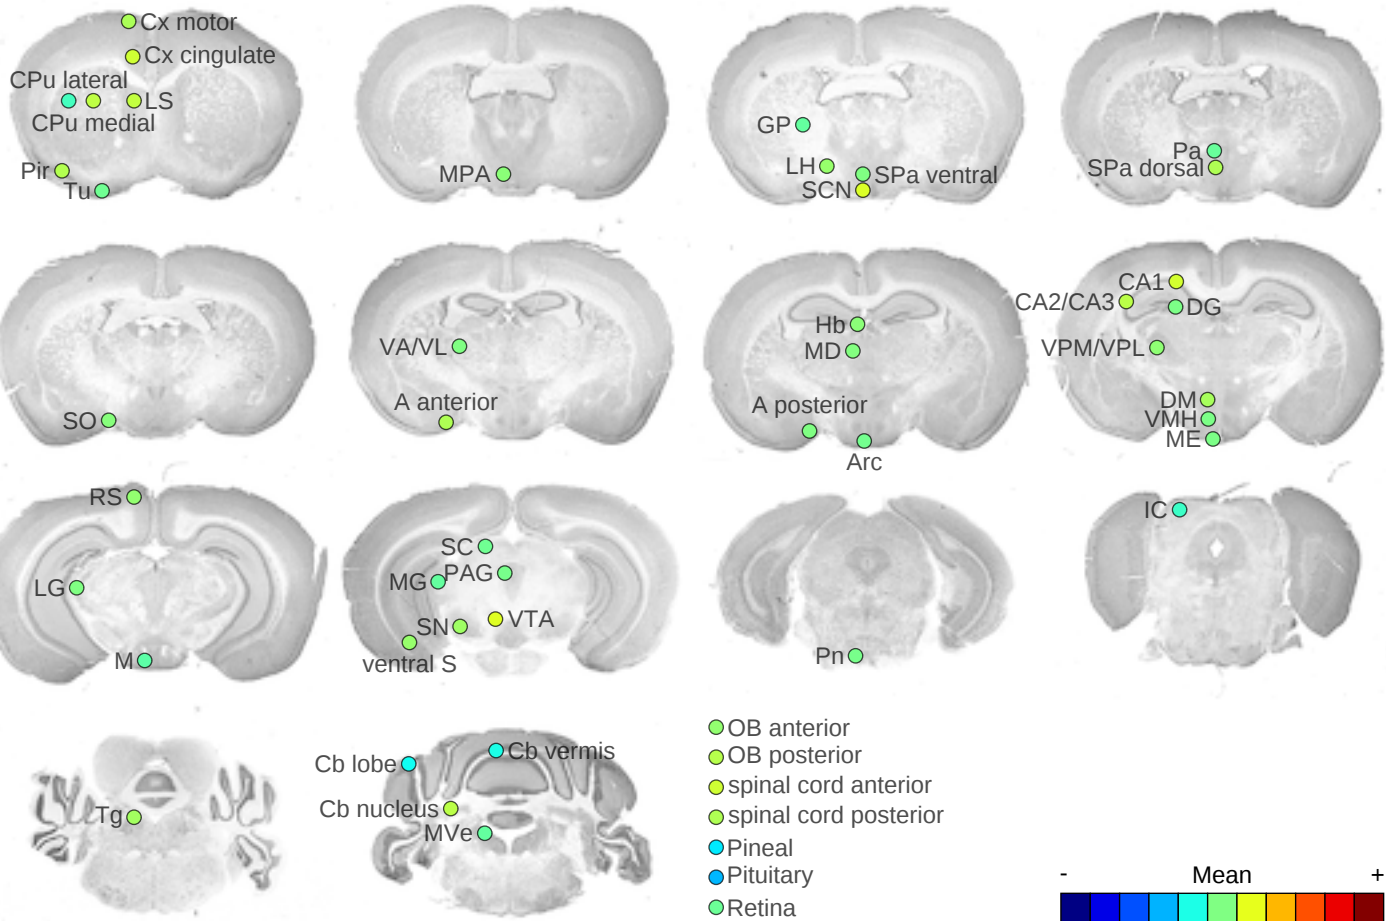 Cx motor
Cx cingulate
CPu lateral
LS
CPu medial
Pir
Tu
MPA
GP
LH
SPa ventral
SCN
Pa
SPa dorsal
SO
VA/VL
A anterior
Hb
MD
A posterior
Arc
CA1
CA2/CA3
DG
VPM/VPL
DM
VMH
ME
RS
LG
M
SC
MG
PAG
SN
VTA
ventral S
Pn
IC
Tg
Cb lobe
Cb vermis
Cb nucleus
MVe
OB anterior
OB posterior
spinal cord anterior
spinal cord posterior
Pineal
Pituitary
Retina
- Mean +